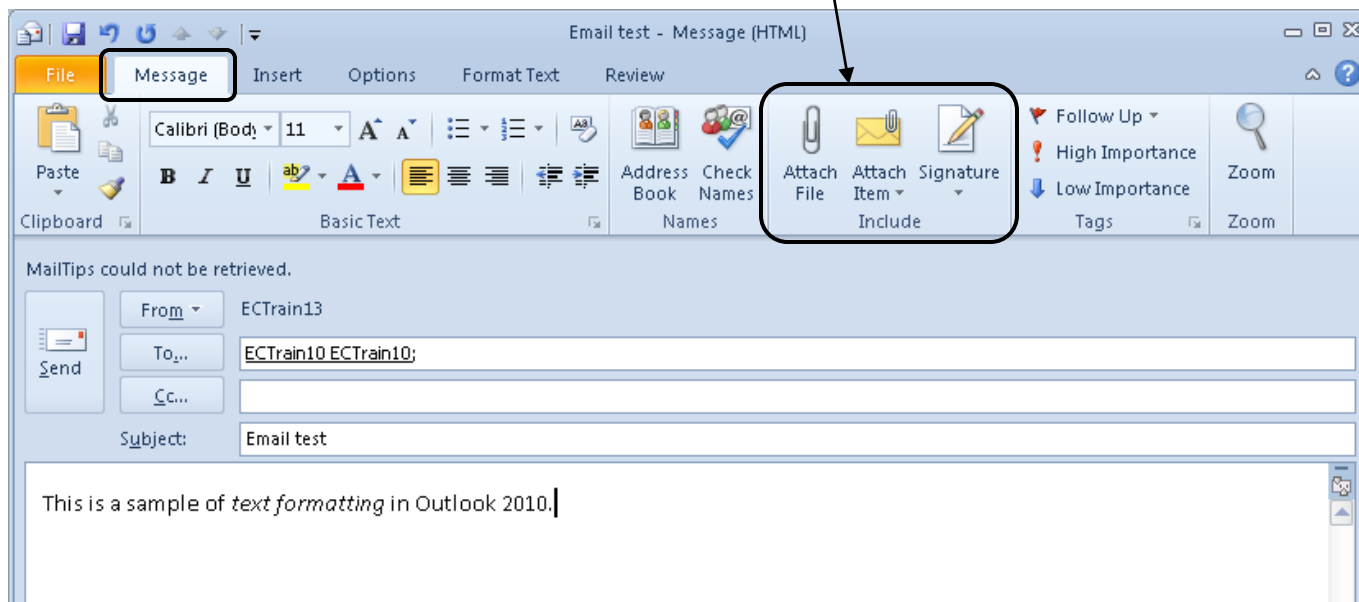 Email test - Message (HTML)
File Message Insert Options Format Text Review
Calibri (Body 11
Paste
B I U
Address Book
Check Names
Attach File
Attach Item
Signature
Follow Up
High Importance
Low Importance
Zoom
Clipboard Basic Text Names Include Tags Zoom
MailTips could not be retrieved.
Send
From ECTrain13
To... ECTrain10 ECTrain10;
Cc...
Subject: Email test
This is a sample of text formatting in Outlook 2010.